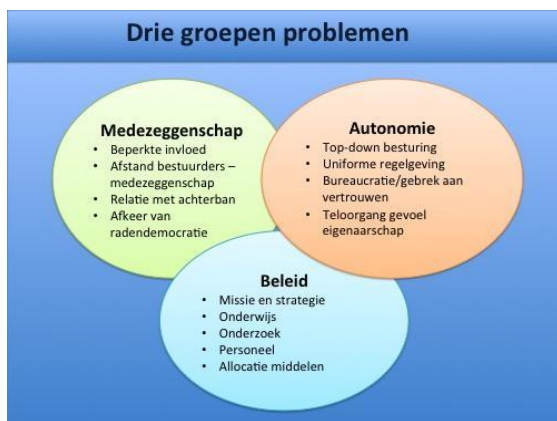 Drie groepen problemen
Medezeggenschap
• Beperkte invloed
• Afstand bestuurders –
medezeggenschap
• Relatie met achterban
• Afkeer van
radendemocratie
Autonomie
• Top-down besturing
• Uniforme regelgeving
• Bureaucratie/gebrek aan
vertrouwen
• Teloorgang gevoel
eigenaarschap
Beleid
• Missie en strategie
• Onderwijs
• Onderzoek
• Personeel
• Allocatie middelen